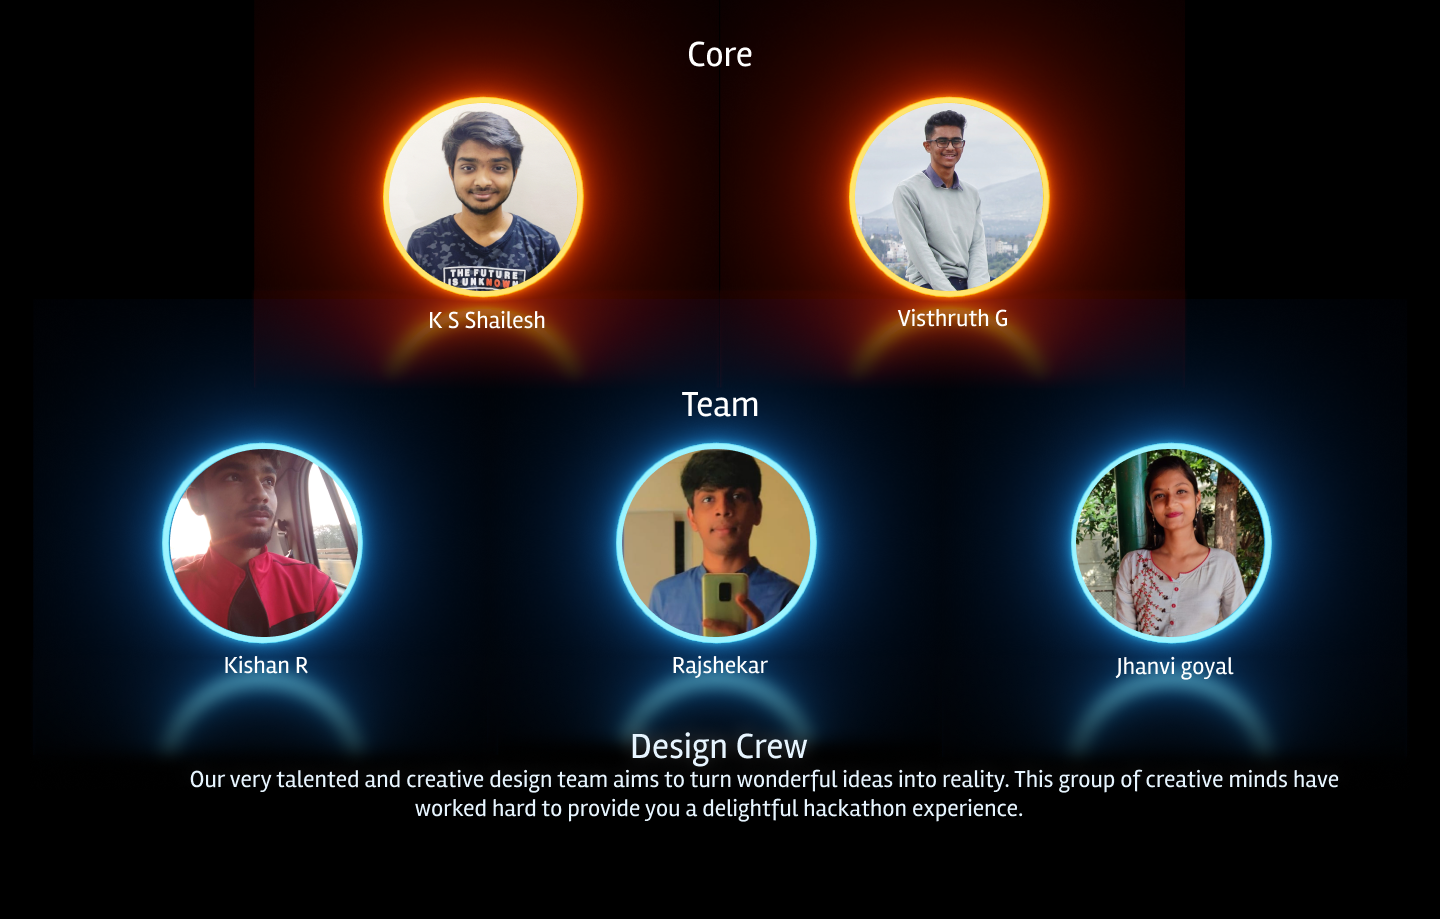 Core
THE FUTURE
IS UNKNOWN
K S Shailesh
Visthruth G
Team
Kishan R
Rajshekar
Jhanvi goyal
Design Crew
Our very talented and creative design team aims to turn wonderful ideas into reality. This group of creative minds have
worked hard to provide you a delightful hackathon experience.